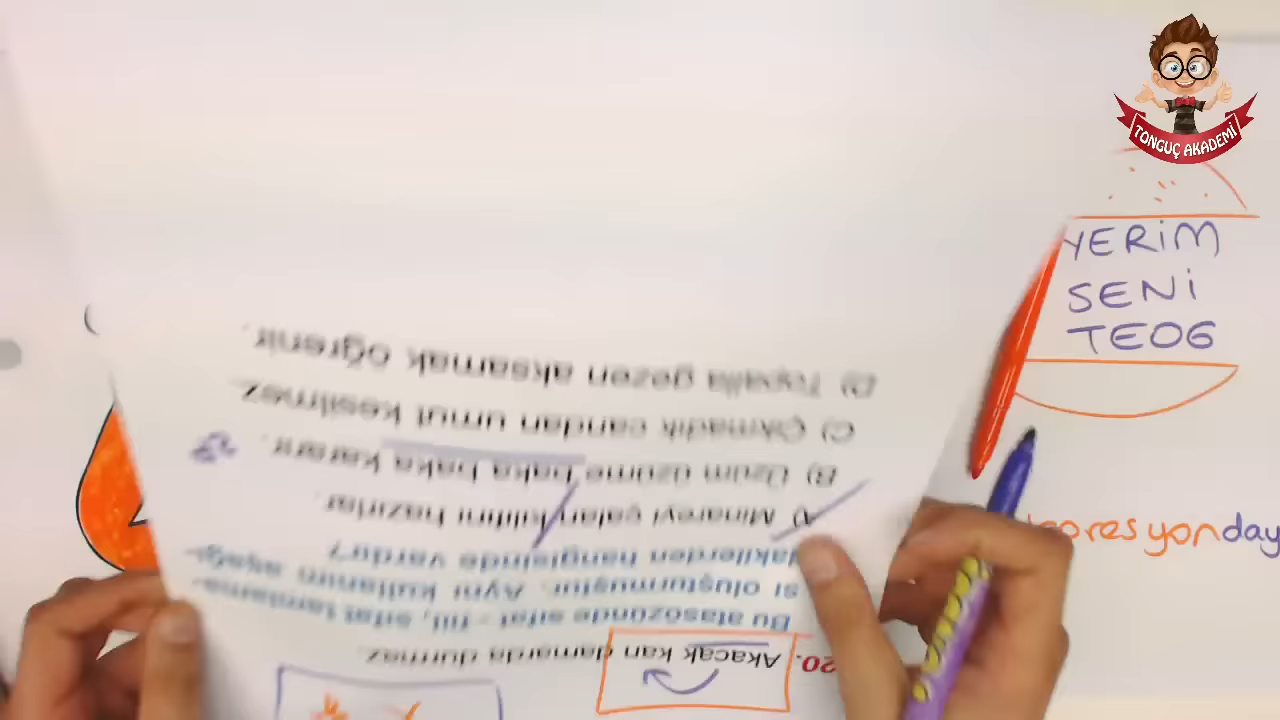 TONGUÇ AKADEMİ
YERİM
SENİ
TEOG
20. Akacak kan damarda durmaz.
Bu atasözünde sıfat - fiil, sıfat tamlama-
sı oluşturmuştur. Aynı kullanım aşağı-
dakilerden hangisinde vardır?
A) Minareyi çalan kılıfını hazırlar.
B) Üzüm üzüme baka baka kararır.
C) Çıkmadık candan umut kesilmez.
D) Topalla gezen aksamak öğrenir.